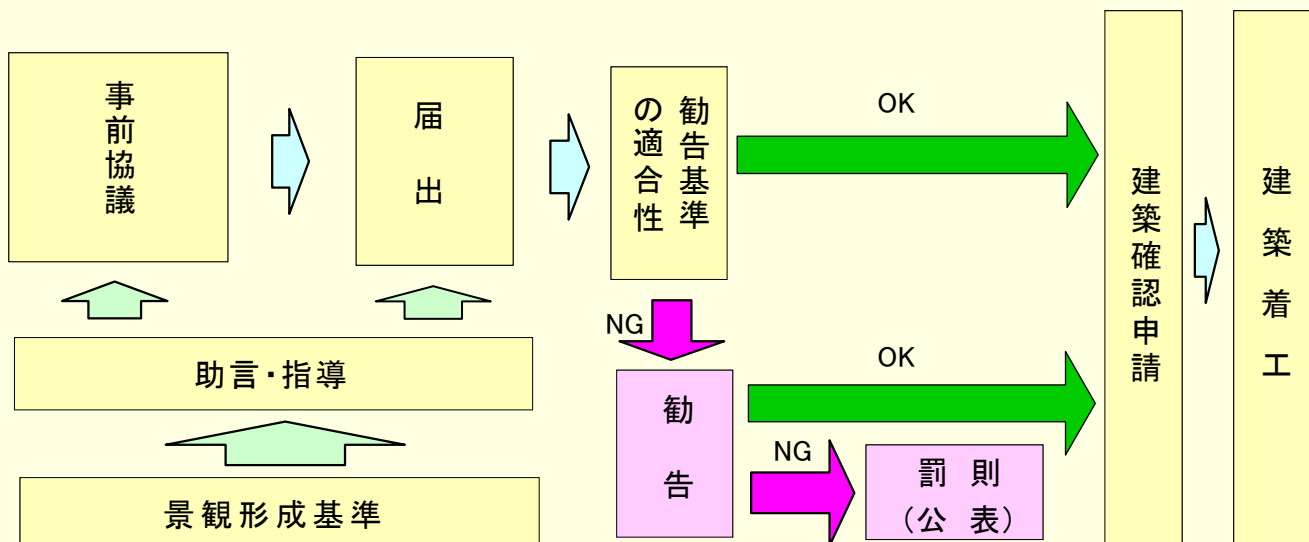 事前協議
届出
勧告基準
の適合性
OK
建築確認申請
建築着工
NG
助言・指導
勧告
OK
NG
罰則
（公表）
景観形成基準